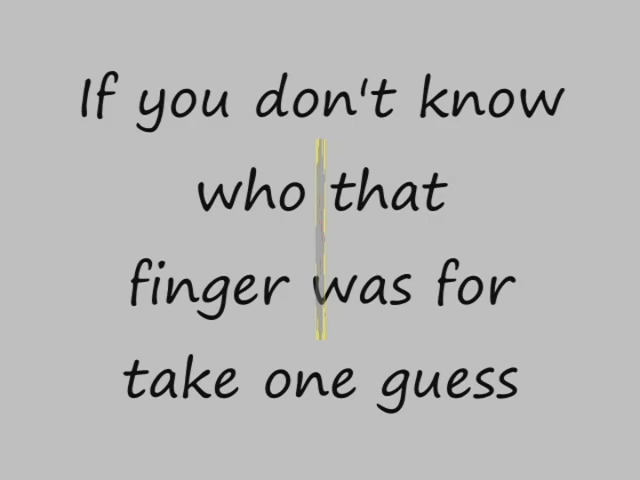 If you don't know
who that
finger was for
take one guess